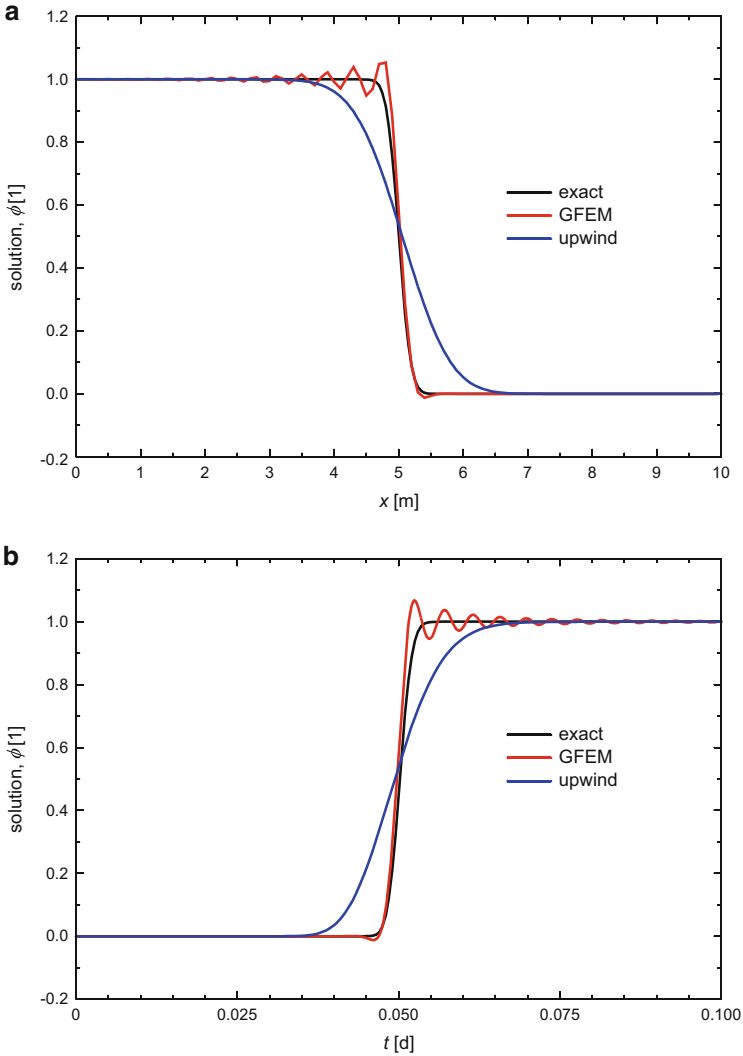 a
1.2
1.0
0.8
0.6
0.4
0.2
0.0
-0.2
solution, ϕ [1]
exact
GFEM
upwind
0 1 2 3 4 5 6 7 8 9 10
x [m]
b
1.2
1.0
0.8
0.6
0.4
0.2
0.0
-0.2
solution, ϕ [1]
exact
GFEM
upwind
0 0.025 0.050 0.075 0.100
t [d]